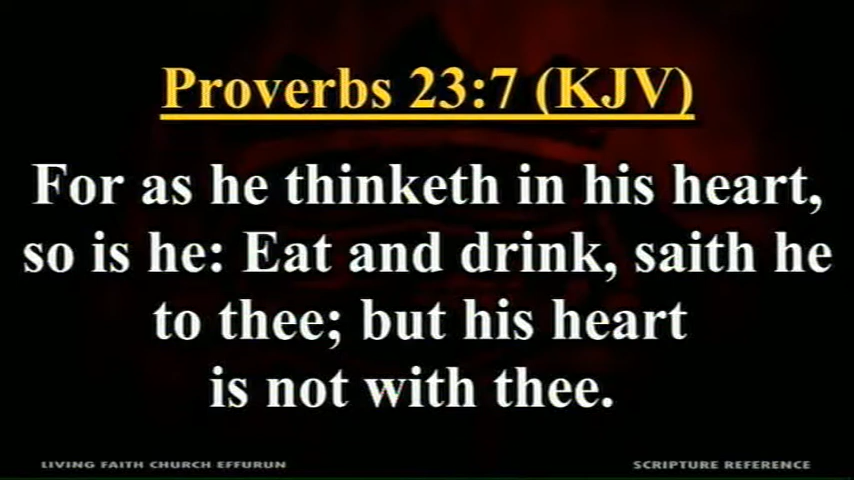 Proverbs 23:7 (KJV)
For as he thinketh in his heart,
so is he: Eat and drink, saith he
to thee; but his heart
is not with thee.
LIVING FAITH CHURCH EFFURUN
SCRIPTURE REFERENCE